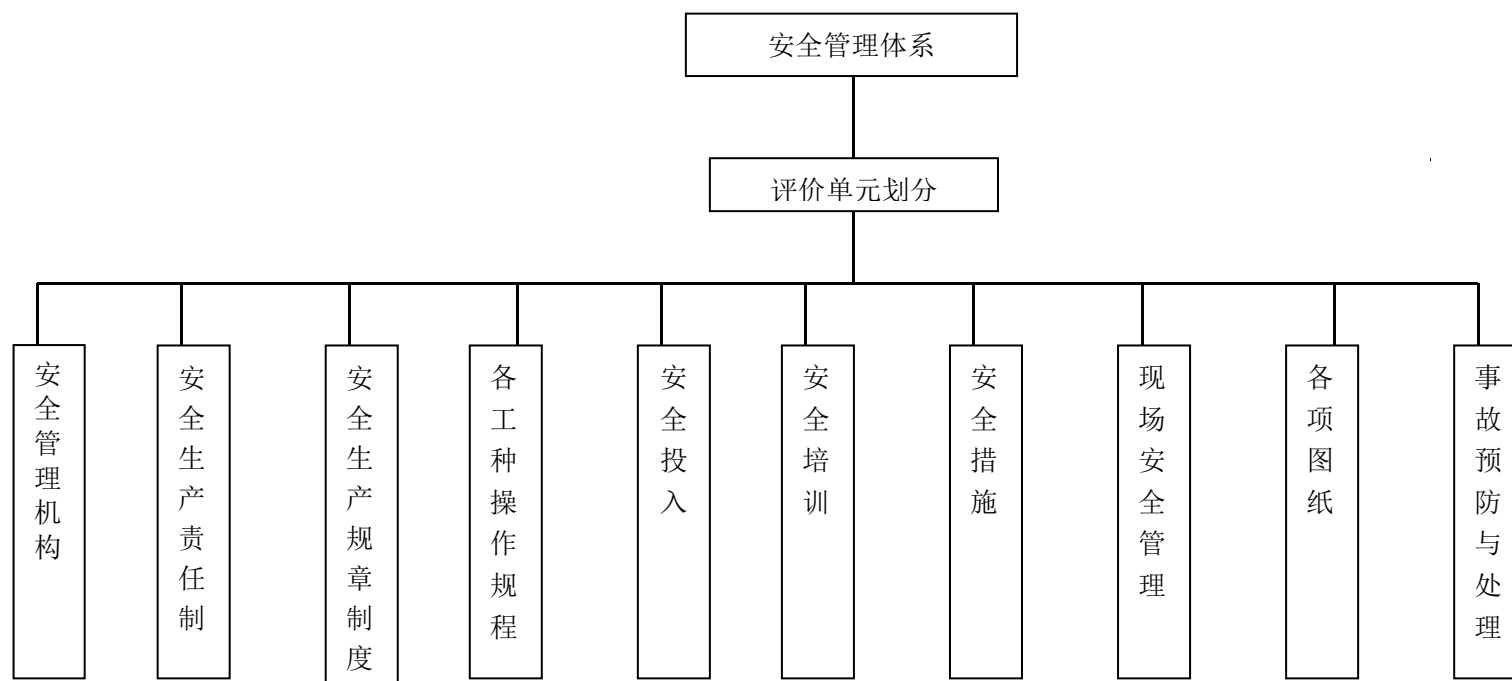 安全管理体系
评价单元划分
安全管理机构
安全生产责任制
安全生产规章制度
各工种操作规程
安全投入
安全培训
安全措施
现场安全管理
各项图纸
事故预防与处理